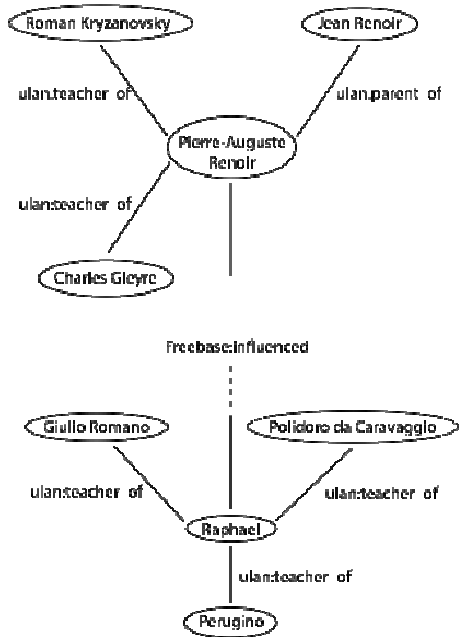 Roman Kryzanovsky
Jean Renoir
ulan:teacher of
ulan:parent of
Pierre-Auguste
Renoir
ulan:teacher of
Charles Gleyre
Freebase:influenced
Giulio Romano
Polidoro da Caravaggio
ulan:teacher of
ulan:teacher of
Raphael
ulan:teacher of
Perugino